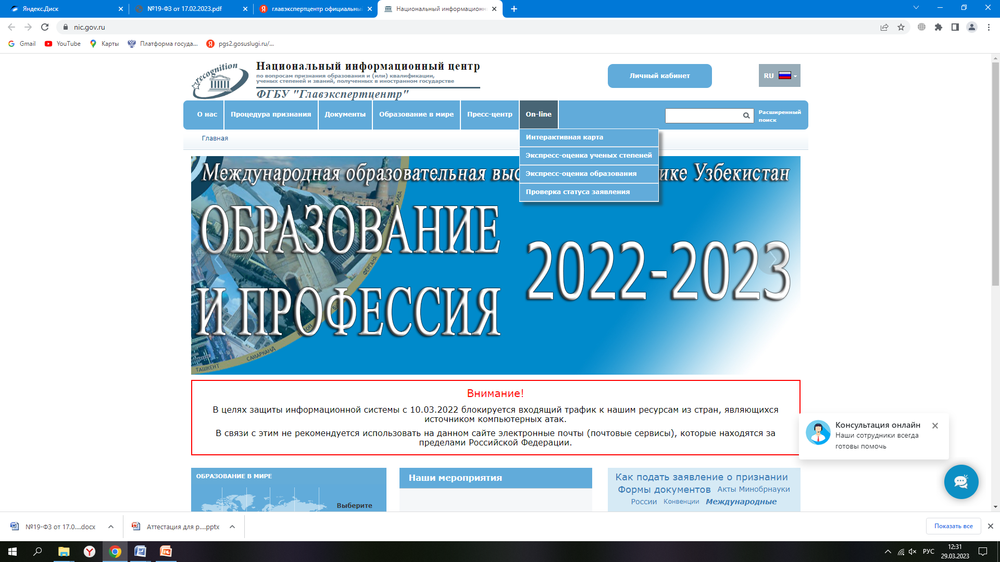 Яндекс.Диск
№19-ФЗ от 17.02.2023.pdf
главэкспертцентр официальны
Национальный информационн
nic.gov.ru
Gmail
YouTube
Карты
Платформа госуда...
pgs2.gosuslugi.ru/...
recognition
Национальный информационный центр
по вопросам признания образования и (или) квалификации,
ученых степеней и званий, полученных в иностранном государстве
ФГБУ "Главэкспертцентр"
Личный кабинет
RU
О нас
Процедура признания
Документы
Образование в мире
Пресс-центр
On-line
Расширенный
поиск
Главная
Интерактивная карта
Экспресс-оценка ученых степеней
Экспресс-оценка образования
Проверка статуса заявления
Международная образовательная выс ике Узбекистан
ОБРАЗОВАНИЕ
И ПРОФЕССИЯ
2022-2023
ХИВА
ФЕРГАНА
САМАРКАНД
ТАШКЕНТ
Внимание!
В целях защиты информационной системы с 10.03.2022 блокируется входящий трафик к нашим ресурсам из стран, являющихся
источником компьютерных атак.
В связи с этим не рекомендуется использовать на данном сайте электронные почты (почтовые сервисы), которые находятся за
пределами Российской Федерации.
Консультация онлайн
Наши сотрудники всегда
готовы помочь
ОБРАЗОВАНИЕ В МИРЕ
Выберите
Наши мероприятия
Как подать заявление о признании
Формы документов Акты Минобрнауки
России Конвенции Международные
№19-ФЗ от 17.0....docx
Аттестация для р....pptx
Показать все
РУС
12:31
29.03.2023